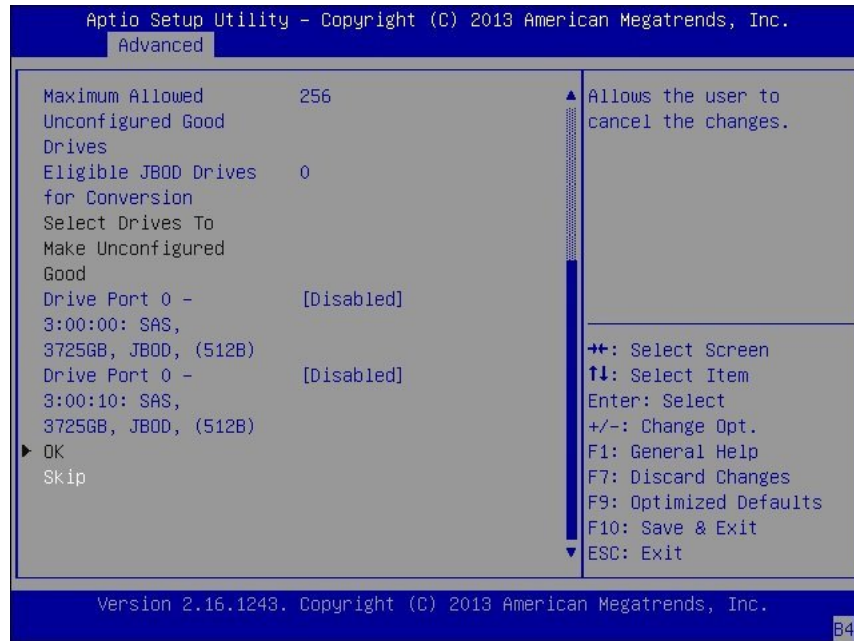 Aptio Setup Utility – Copyright (C) 2013 American Megatrends, Inc.
Advanced
Maximum Allowed 256
Unconfigured Good
Drives
Eligible JBOD Drives 0
for Conversion
Select Drives To
Make Unconfigured
Good
Drive Port 0 – [Disabled]
3:00:00: SAS,
3725GB, JBOD, (512B)
Drive Port 0 – [Disabled]
3:00:10: SAS,
3725GB, JBOD, (512B)
OK
Skip
Allows the user to
cancel the changes.
→←: Select Screen
↑↓: Select Item
Enter: Select
+/-: Change Opt.
F1: General Help
F7: Discard Changes
F9: Optimized Defaults
F10: Save & Exit
ESC: Exit
Version 2.16.1243. Copyright (C) 2013 American Megatrends, Inc.
B4